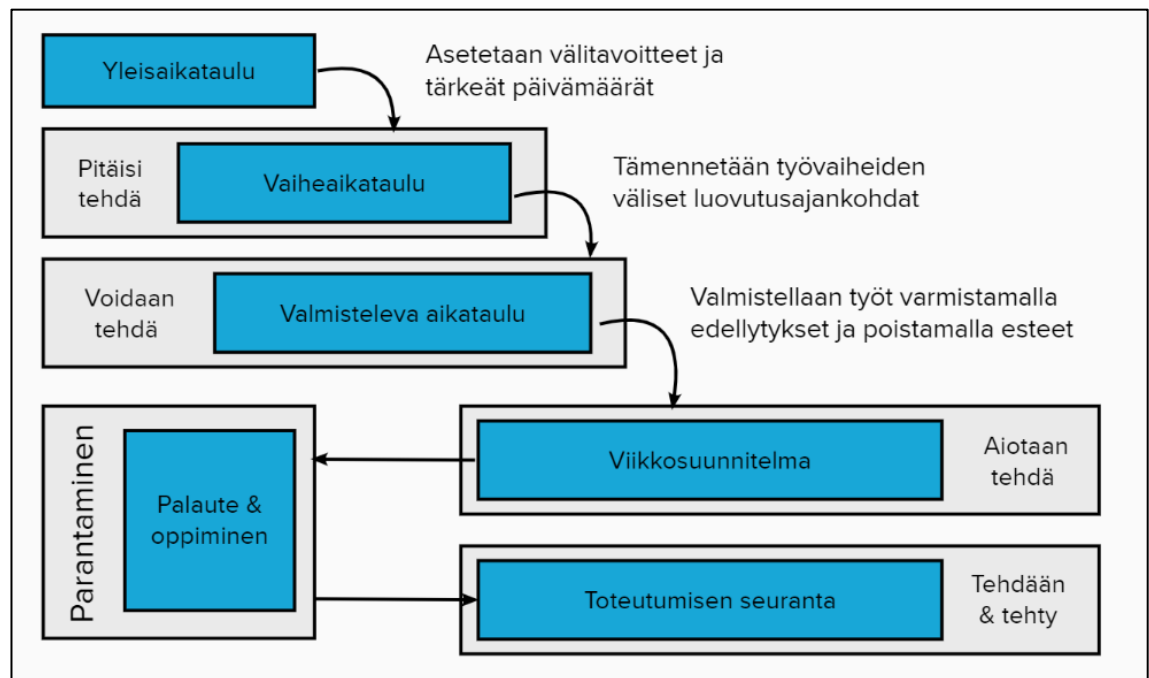 Yleisaikataulu
Asetetaan välitavoitteet ja
tärkeät päivämäärät
Pitäisi
tehdä
Vaiheaikataulu
Tämennetään työvaiheiden
väliset luovutusajankohdat
Voidaan
tehdä
Valmisteleva aikataulu
Valmistellaan työt varmistamalla
edellytykset ja poistamalla esteet
Parantaminen
Palaute &
oppiminen
Viikkosuunnitelma
Aiotaan
tehdä
Toteutumisen seuranta
Tehdään
& tehty